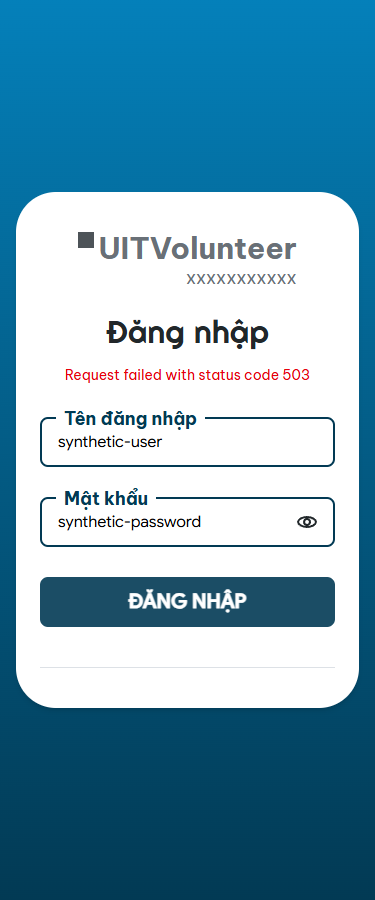 UITVolunteer
xxxxxxxxxxx
Đăng nhập
Request failed with status code 503
Tên đăng nhập
synthetic-user
Mật khẩu
synthetic-password
ĐĂNG NHẬP